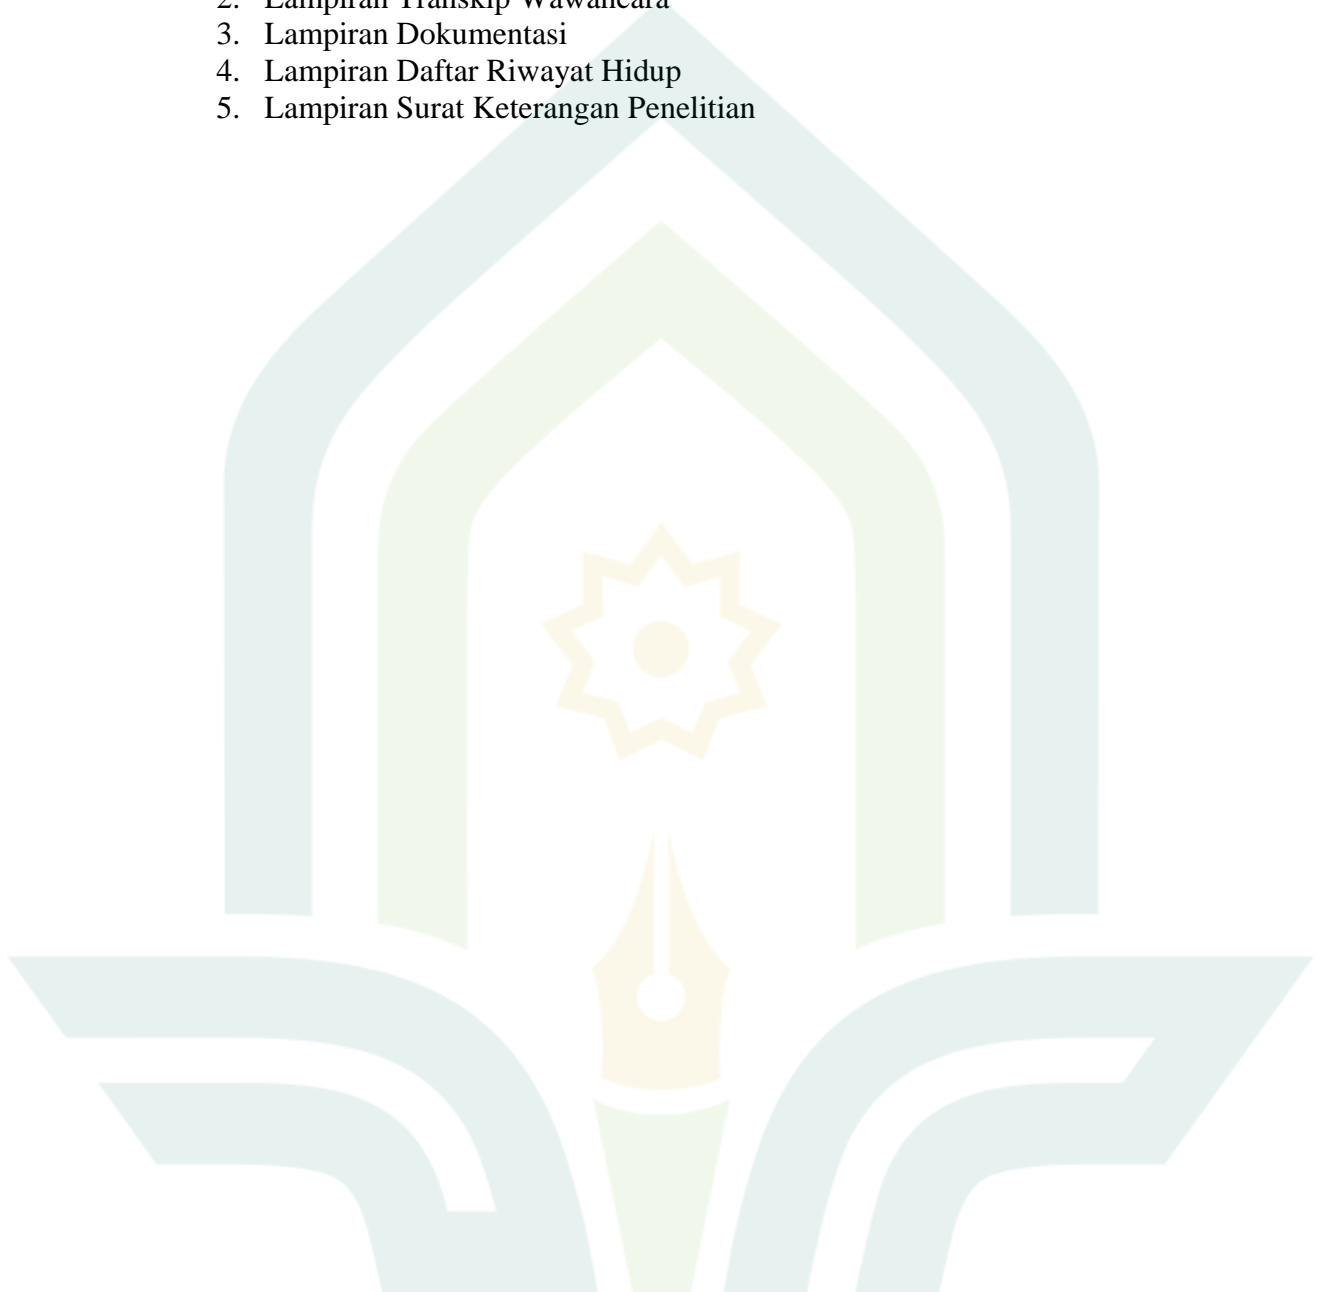 2. Lampiran Transkip Wawancara
3. Lampiran Dokumentasi
4. Lampiran Daftar Riwayat Hidup
5. Lampiran Surat Keterangan Penelitian